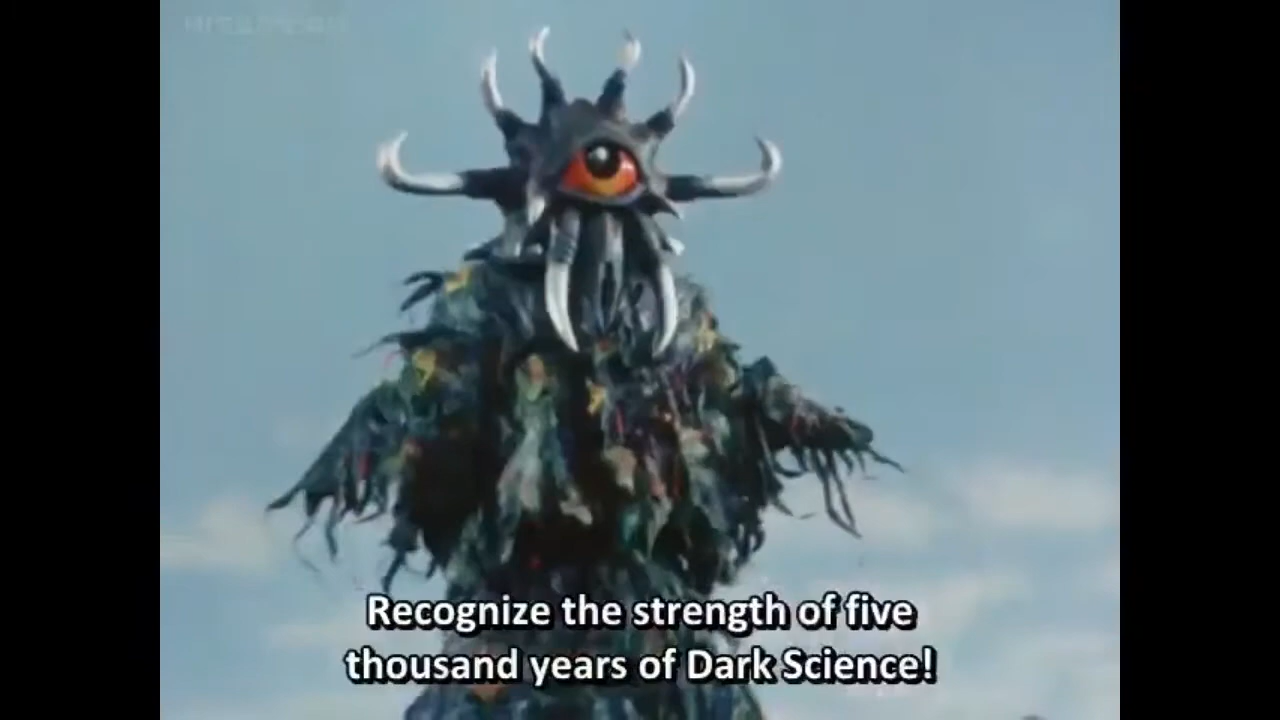 Recognize the strength of five
thousand years of Dark Science!